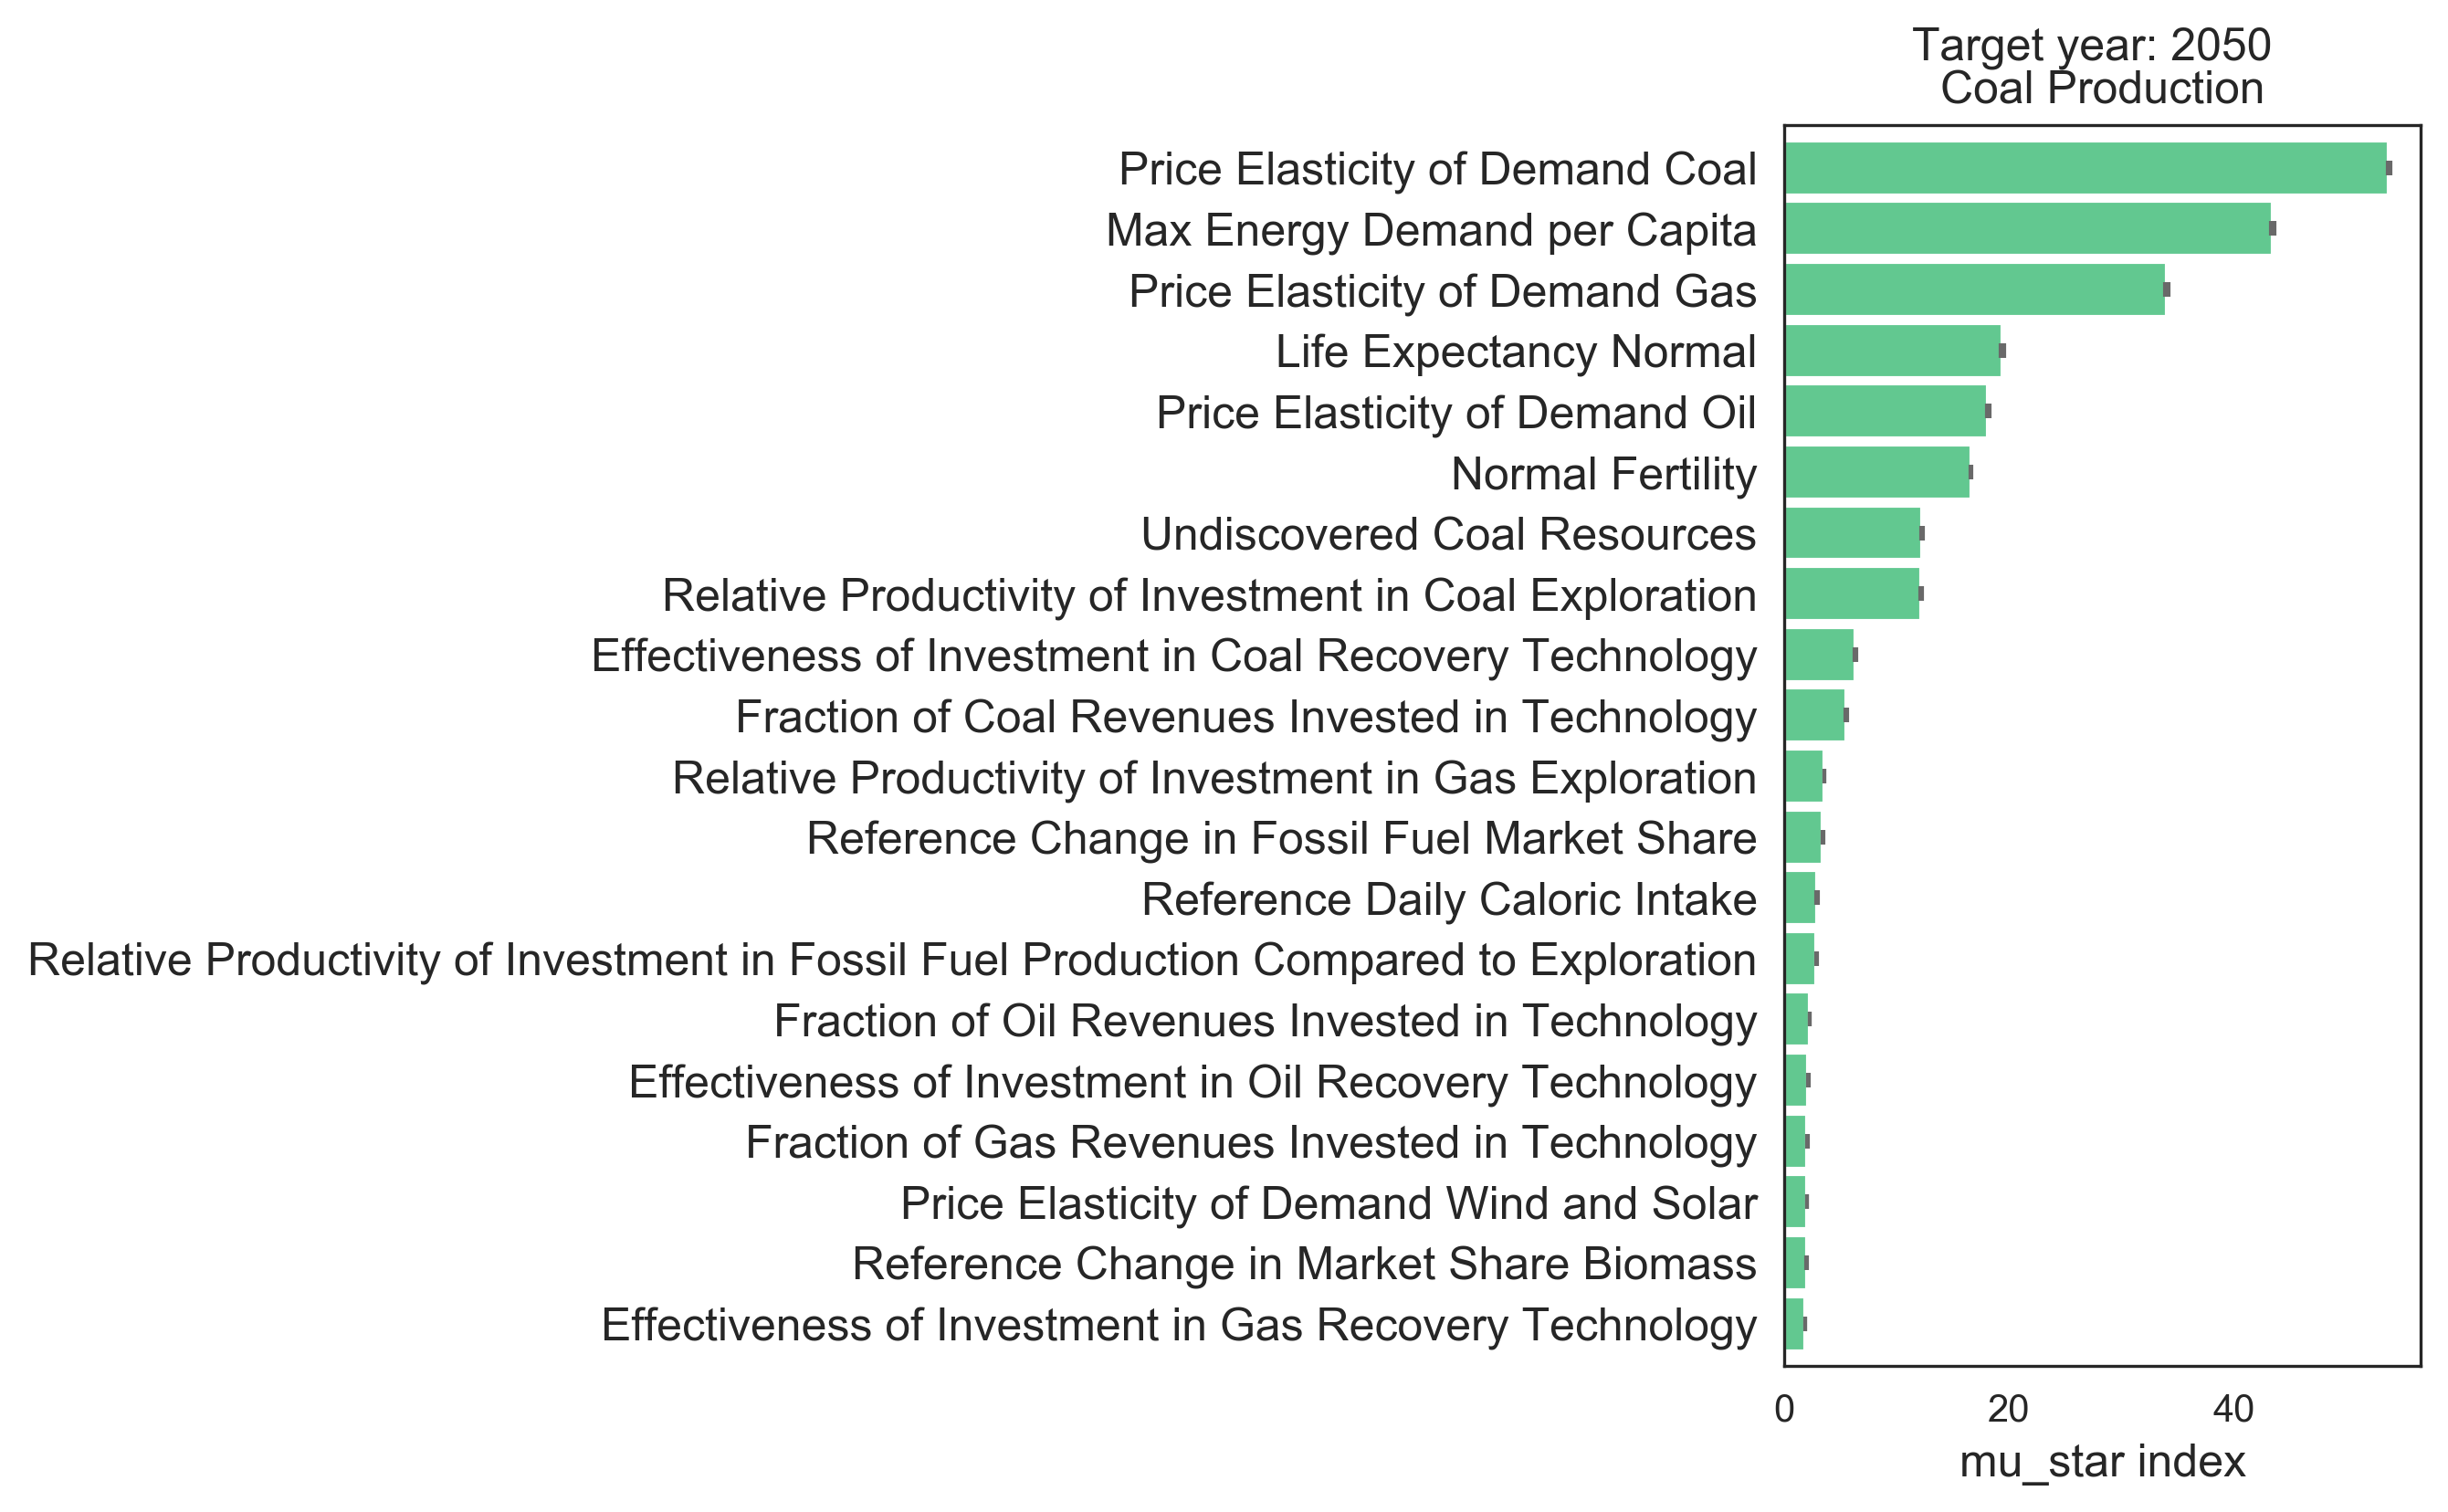 Target year: 2050
Coal Production
Price Elasticity of Demand Coal
Max Energy Demand per Capita
Price Elasticity of Demand Gas
Life Expectancy Normal
Price Elasticity of Demand Oil
Normal Fertility
Undiscovered Coal Resources
Relative Productivity of Investment in Coal Exploration
Effectiveness of Investment in Coal Recovery Technology
Fraction of Coal Revenues Invested in Technology
Relative Productivity of Investment in Gas Exploration
Reference Change in Fossil Fuel Market Share
Reference Daily Caloric Intake
Relative Productivity of Investment in Fossil Fuel Production Compared to Exploration
Fraction of Oil Revenues Invested in Technology
Effectiveness of Investment in Oil Recovery Technology
Fraction of Gas Revenues Invested in Technology
Price Elasticity of Demand Wind and Solar
Reference Change in Market Share Biomass
Effectiveness of Investment in Gas Recovery Technology
0 20 40
mu_star index